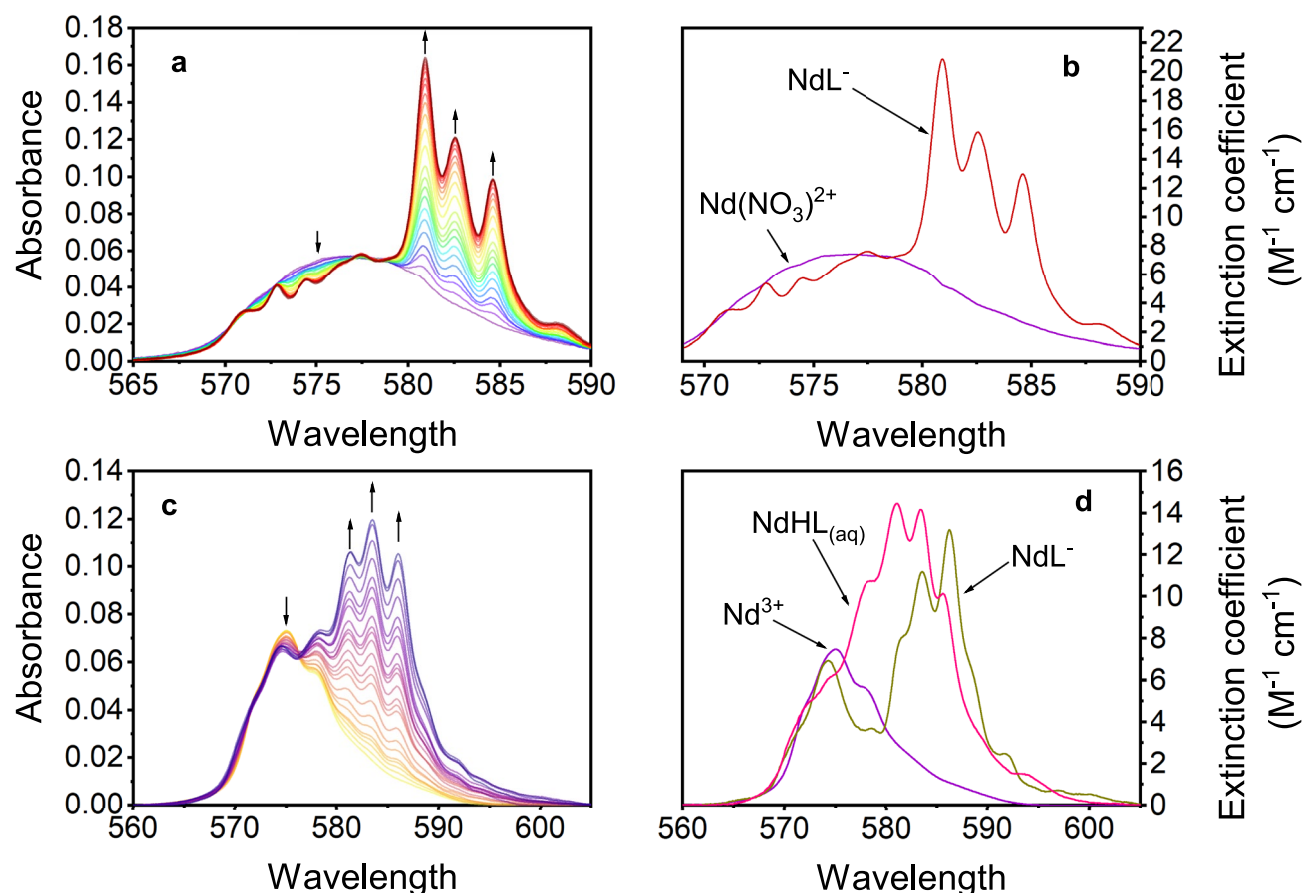 a
0.18
0.16
0.14
0.12
0.10
0.08
0.06
0.04
0.02
0.00
Absorbance
565 570 575 580 585 590
Wavelength
b
NdL⁻
Nd(NO₃)²⁺
22
20
18
16
14
12
10
8
6
4
2
0
Extinction coefficient
(M⁻¹ cm⁻¹)
570 575 580 585 590
Wavelength
c
0.14
0.12
0.10
0.08
0.06
0.04
0.02
0.00
Absorbance
560 570 580 590 600
Wavelength
d
NdHL₍aq₎
NdL⁻
Nd³⁺
16
14
12
10
8
6
4
2
0
Extinction coefficient
(M⁻¹ cm⁻¹)
560 570 580 590 600
Wavelength